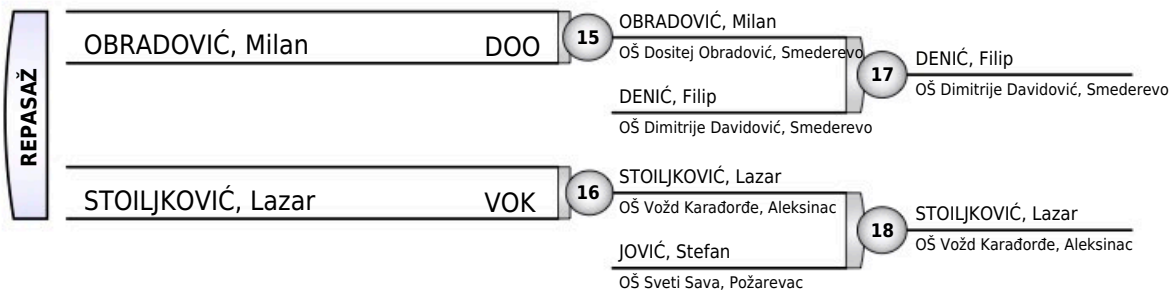 REPASAŽ
OBRADOVIĆ, Milan DOO
15
OBRADOVIĆ, Milan
OŠ Dositej Obradović, Smederevo
DENIĆ, Filip
OŠ Dimitrije Davidović, Smederevo
17
DENIĆ, Filip
OŠ Dimitrije Davidović, Smederevo
STOILJKOVIĆ, Lazar VOK
16
STOILJKOVIĆ, Lazar
OŠ Vožd Karađorđe, Aleksinac
JOVIĆ, Stefan
OŠ Sveti Sava, Požarevac
18
STOILJKOVIĆ, Lazar
OŠ Vožd Karađorđe, Aleksinac